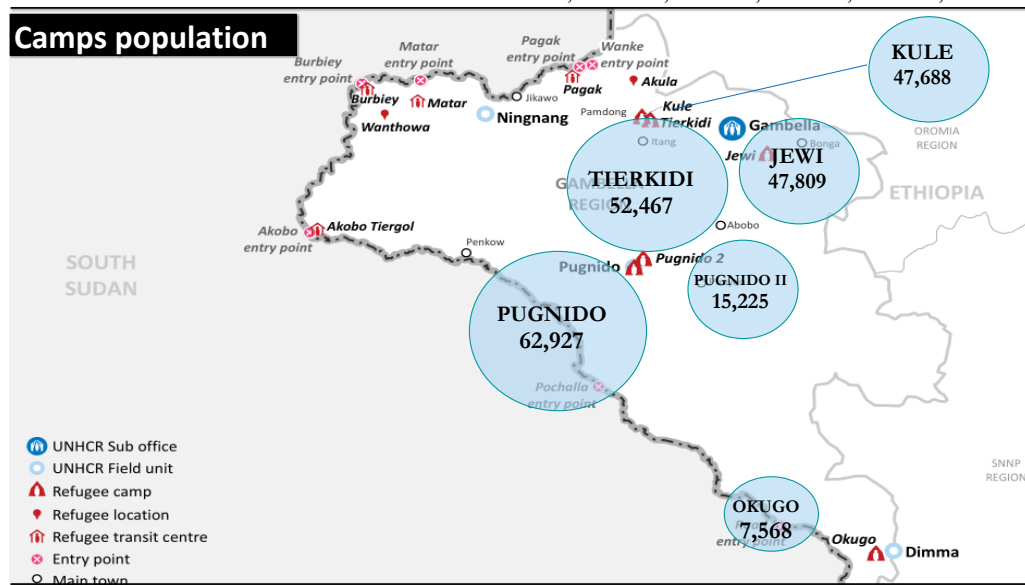 Camps population
Burbiey
entry point
Matar
entry point
Pagak
entry point
Wanke
entry point
KULE
47,688
Burbiey
Matar
Wanthowa
Jikawo
Ningnang
Pagak
Akula
Pamdong
Kule
Tierkidi
Itang
Gambella
Bonga
Jewi
JEWI
47,809
OROMIA
REGION
TIERKIDI
52,467
GAMBELLA
REGION
ETHIOPIA
Akobo
entry point
Akobo Tiergol
Penkow
Abobo
SOUTH
SUDAN
Pugnido
Pugnido 2
PUGNIDO II
15,225
PUGNIDO
62,927
Pochalla
entry point
UNHCR Sub office
UNHCR Field unit
Refugee camp
Refugee location
Refugee transit centre
Entry point
Main town
SNNP
REGION
OKUGO
7,568
entry point
Okugo
Dimma